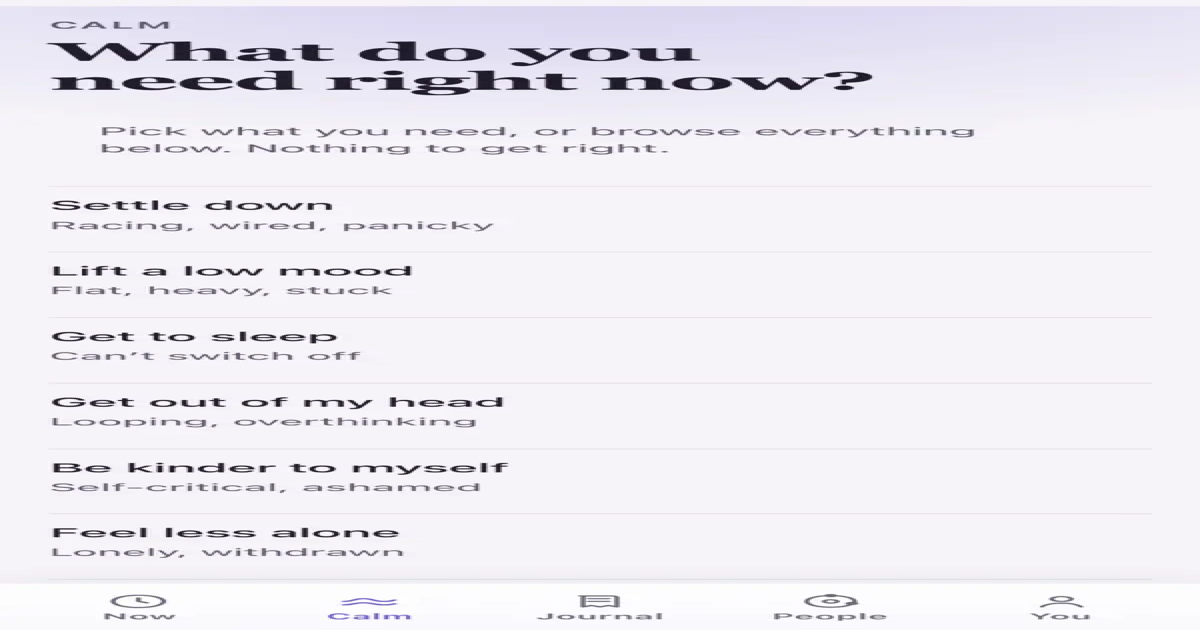 CALM
What do you
need right now?
Pick what you need, or browse everything
below. Nothing to get right.
Settle down
Racing, wired, panicky
Lift a low mood
Flat, heavy, stuck
Get to sleep
Can't switch off
Get out of my head
Looping, overthinking
Be kinder to myself
Self-critical, ashamed
Feel less alone
Lonely, withdrawn
Now Calm Journal People You